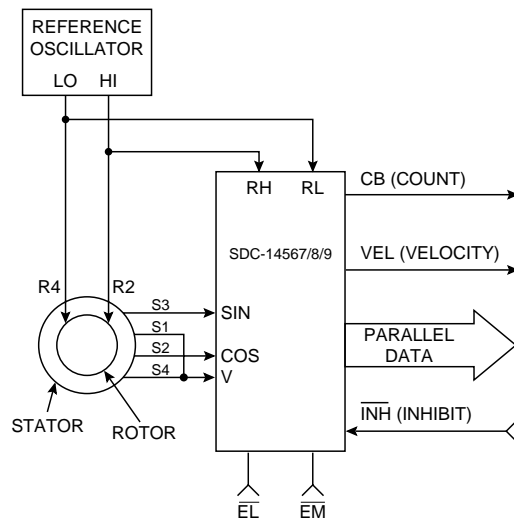 REFERENCE
OSCILLATOR
LO HI
RH RL
CB (COUNT)
SDC-14567/8/9
VEL (VELOCITY)
R4 R2
S3
SIN
S1
S2
COS
S4
V
PARALLEL
DATA
STATOR
ROTOR
INH (INHIBIT)
EL EM